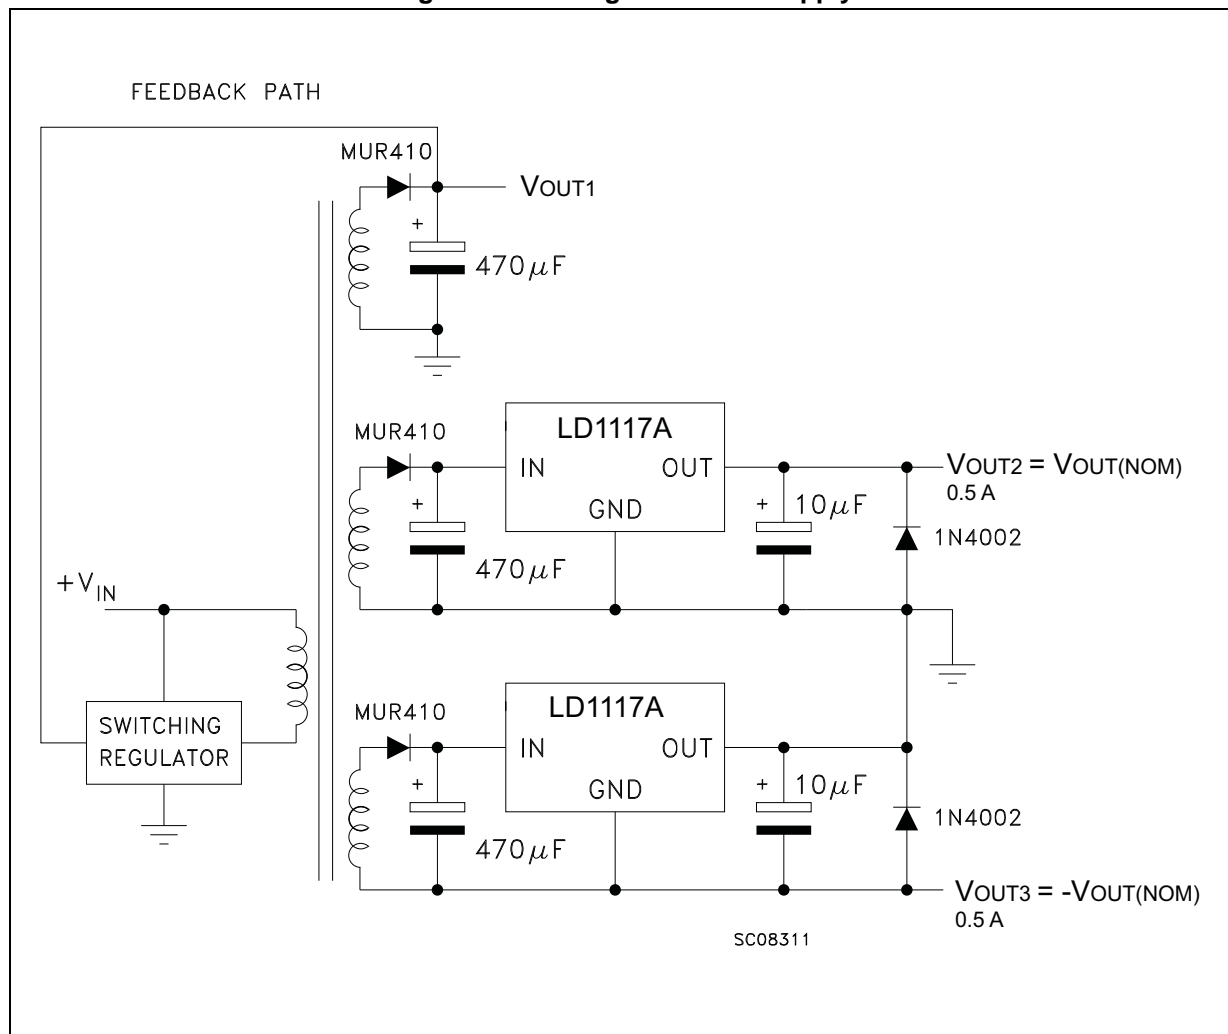 FEEDBACK PATH
MUR410
VOUT1
+
470μF
MUR410
LD1117A
IN OUT
GND
+
470μF
+ 10μF
VOUT2 = VOUT(NOM)
0.5 A
1N4002
+VIN
SWITCHING
REGULATOR
MUR410
LD1117A
IN OUT
GND
+
470μF
+ 10μF
1N4002
VOUT3 = -VOUT(NOM)
0.5 A
SC08311